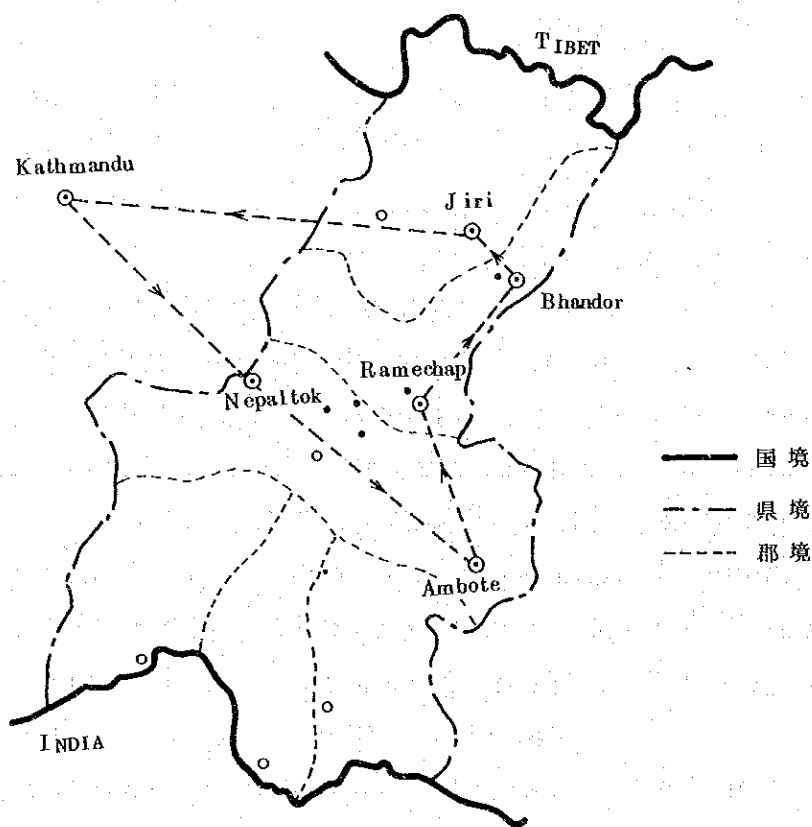 TIBET
Kathmandu
Jiri
Bhandor
Ramechap
Nepaltok
国境
県境
郡境
Ambote
INDIA